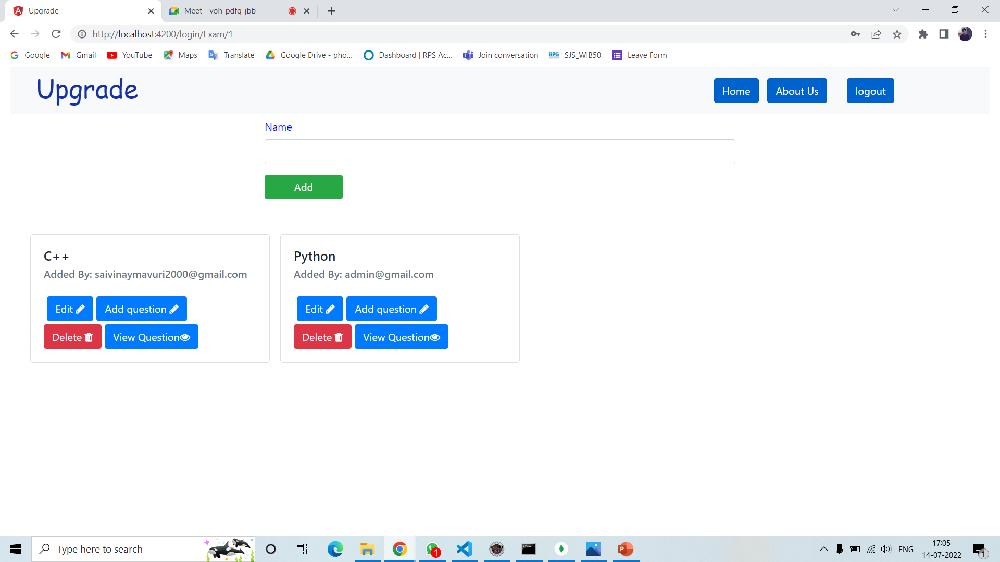 Upgrade
Meet - voh-pdfq-jbb
http://localhost:4200/login/Exam/1
Google
Gmail
YouTube
Maps
Translate
Google Drive - pho...
Dashboard | RPS Ac...
Join conversation
RPS
SJS_WIB50
Leave Form
Upgrade
Home
About Us
logout
Name
Add
C++
Added By: saivinaymavuri2000@gmail.com
Edit
Add question
Delete
View Question
Python
Added By: admin@gmail.com
Edit
Add question
Delete
View Question
Type here to search
1
ENG
17:05
14-07-2022
1